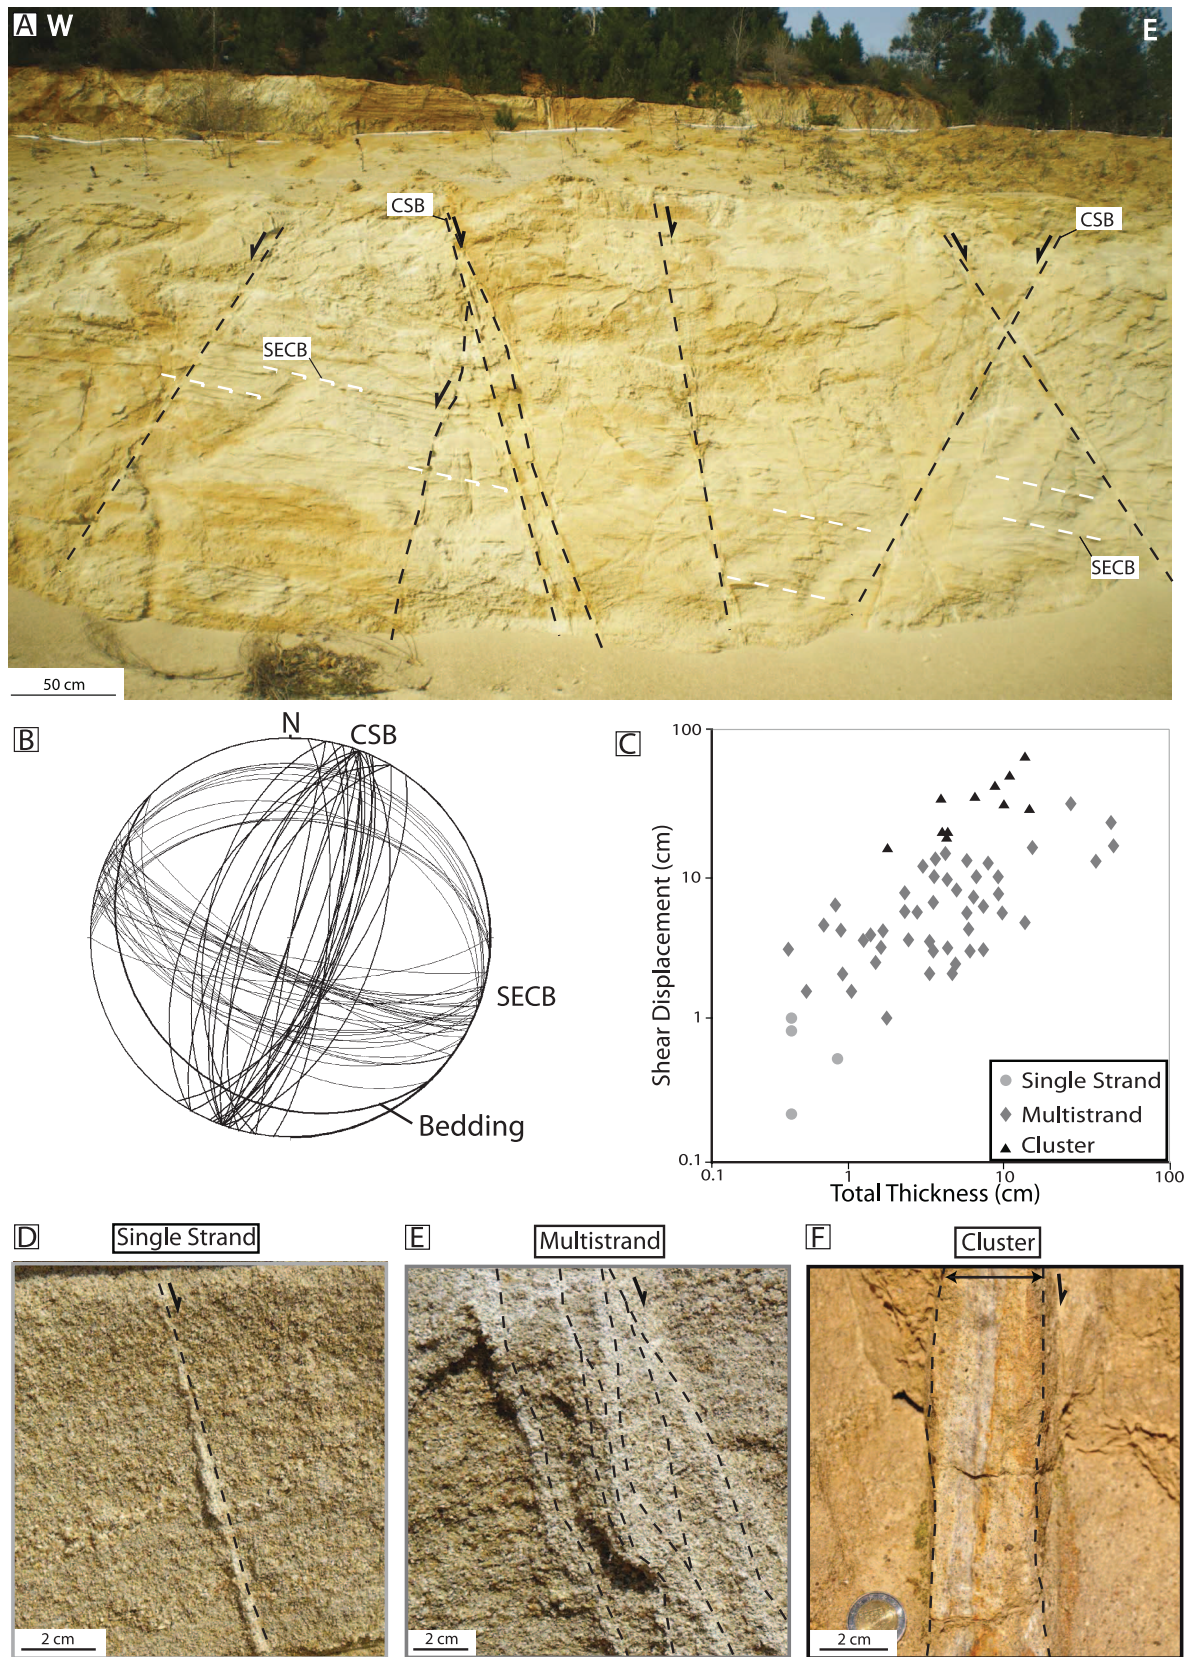 A W
E
CSB
CSB
SECB
SECB
50 cm
B
N
CSB
SECB
Bedding
C
100
10
1
0.1
Shear Displacement (cm)
0.1
1
10
100
Total Thickness (cm)
Single Strand
Multistrand
Cluster
D
Single Strand
2 cm
E
Multistrand
2 cm
F
Cluster
2 cm